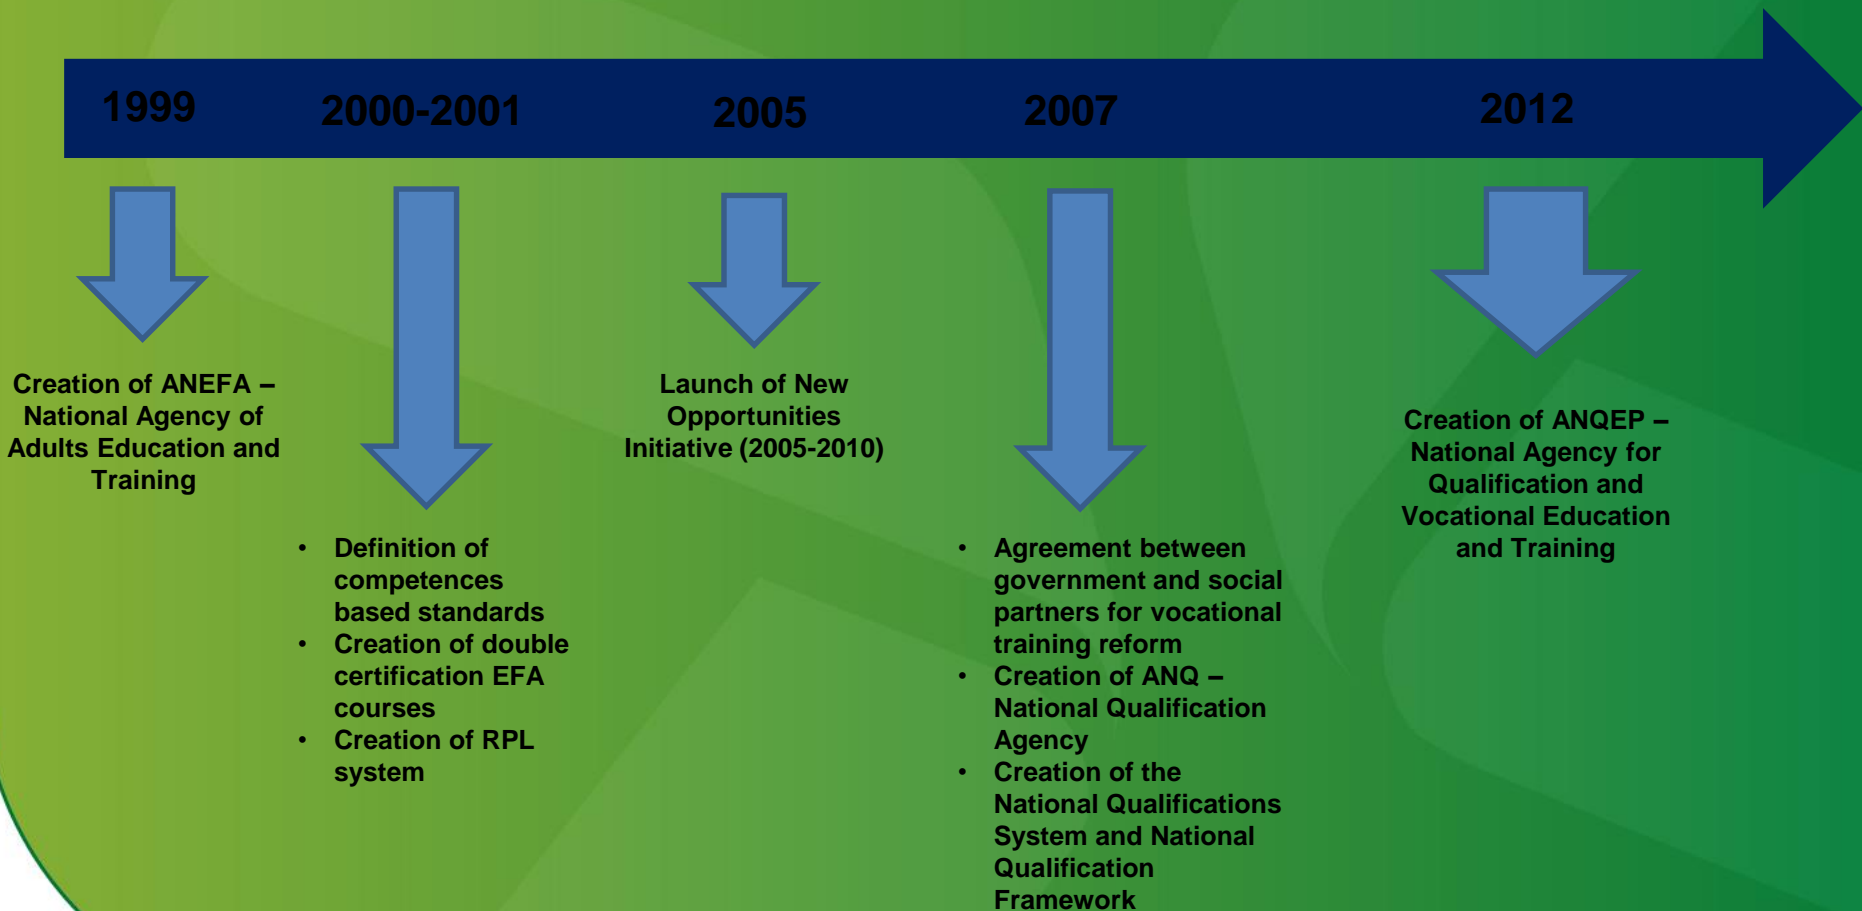 1999
2000-2001
2005
2007
2012
Creation of ANEFA –
National Agency of
Adults Education and
Training
• Definition of
competences
based standards
• Creation of double
certification EFA
courses
• Creation of RPL
system
Launch of New
Opportunities
Initiative (2005-2010)
• Agreement between
government and social
partners for vocational
training reform
• Creation of ANQ –
National Qualification
Agency
• Creation of the
National Qualifications
System and National
Qualification
Framework
Creation of ANQEP –
National Agency for
Qualification and
Vocational Education
and Training